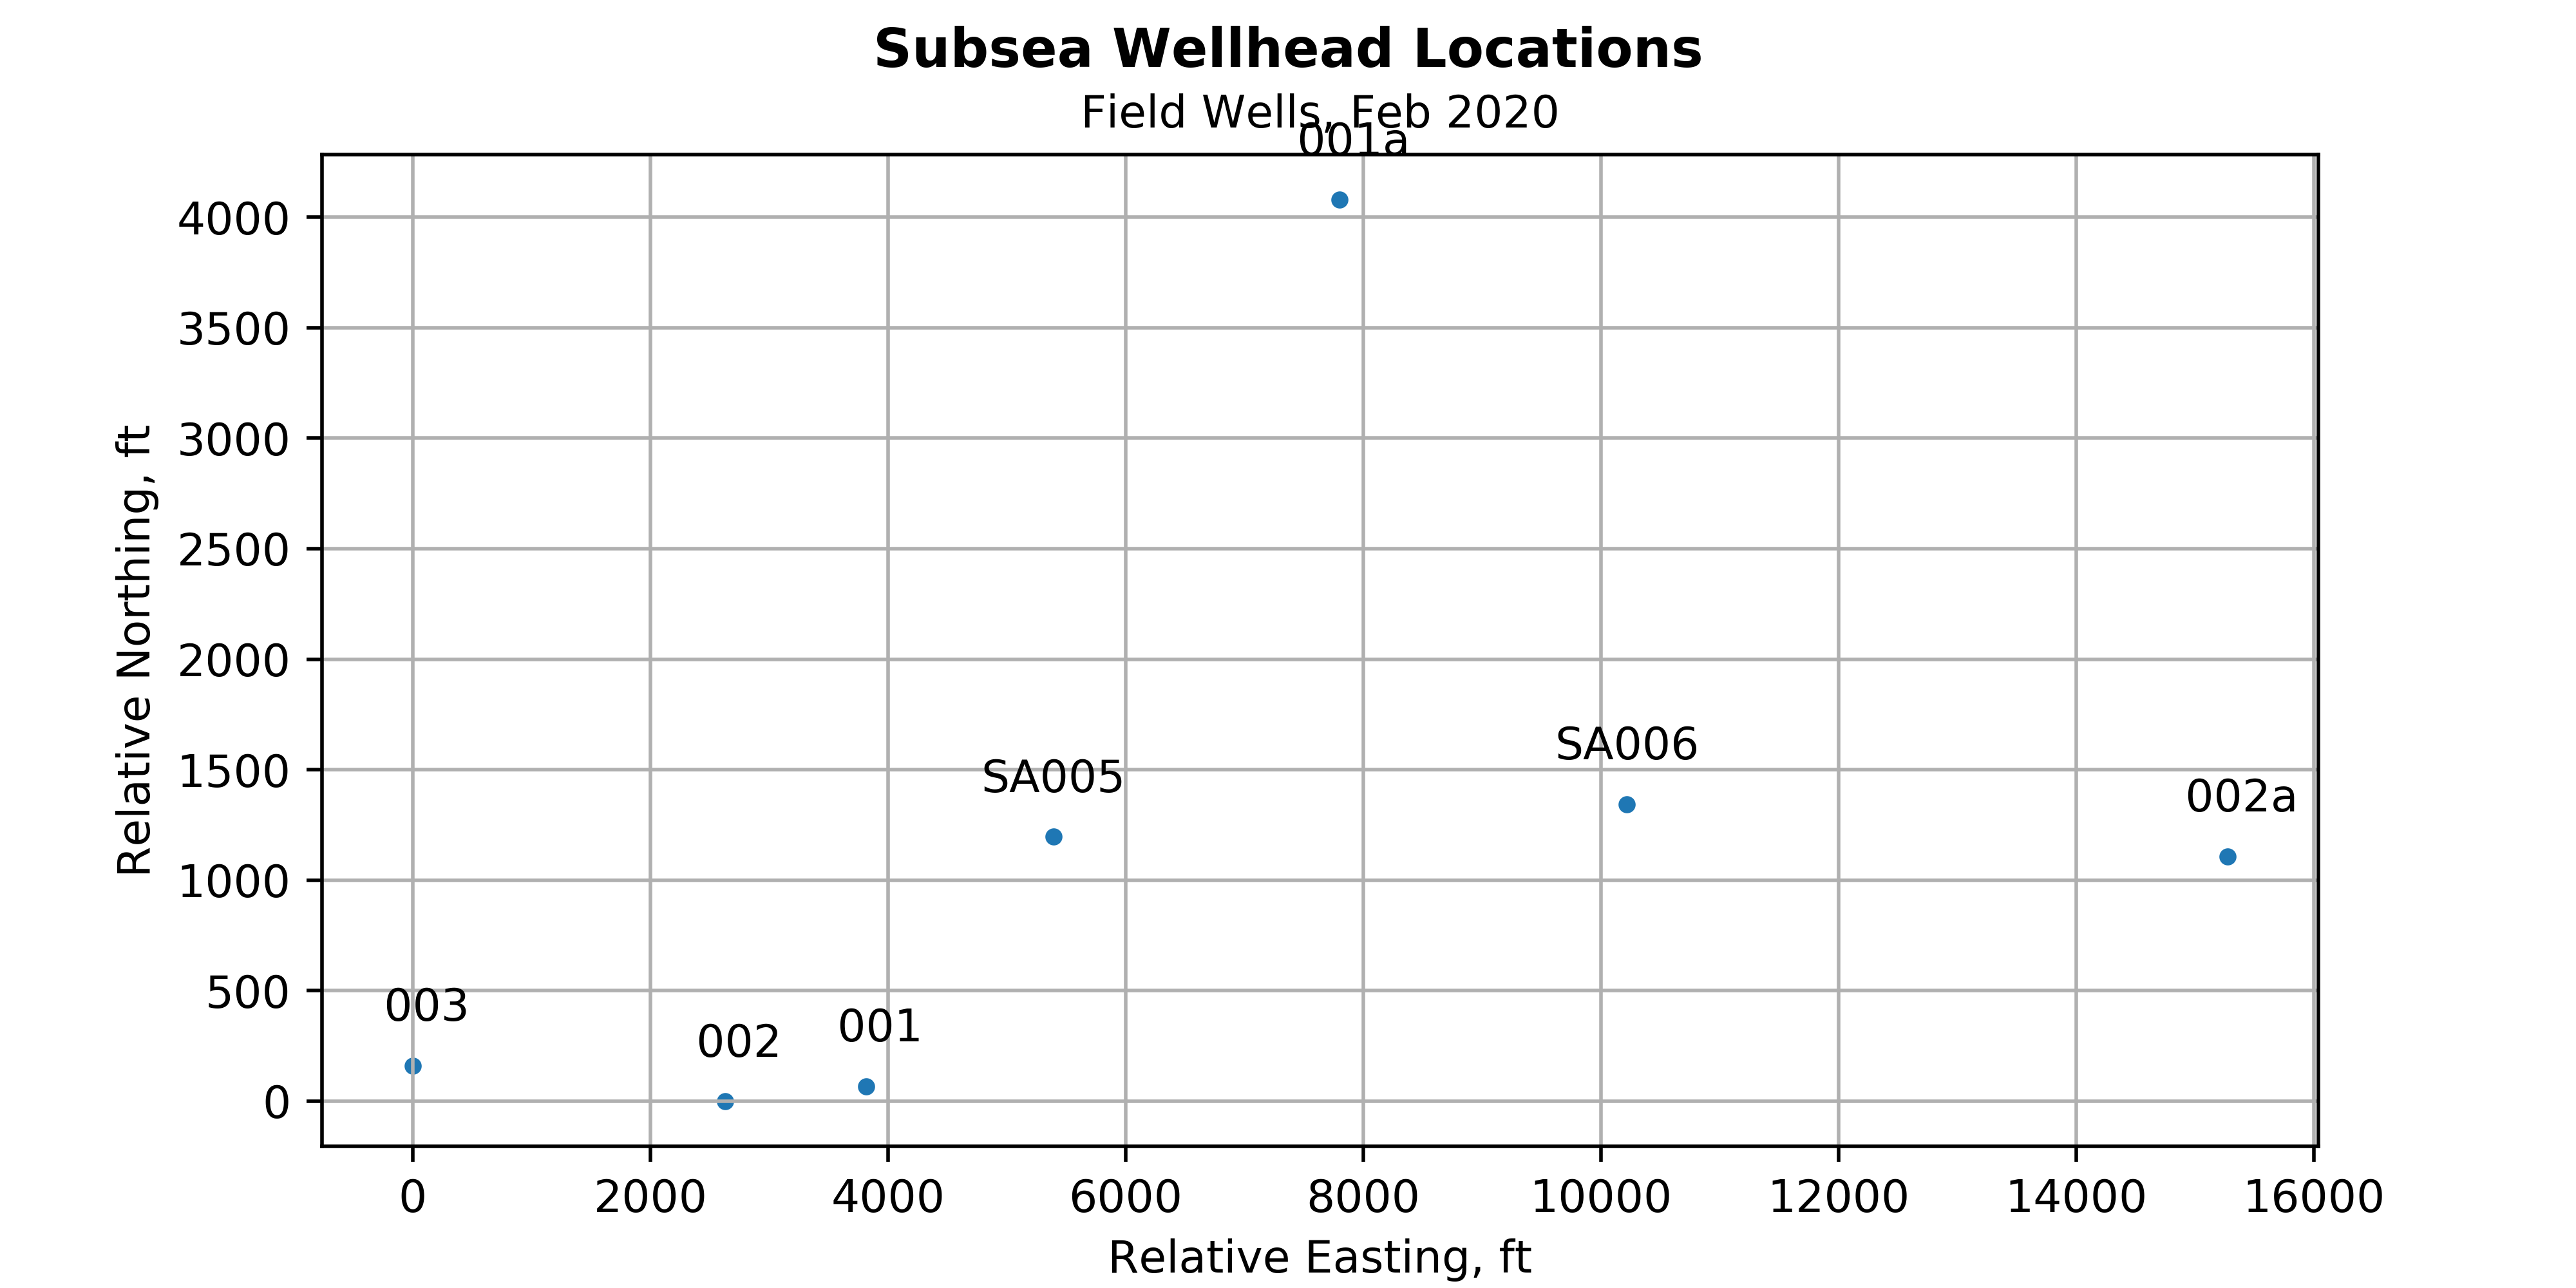 Subsea Wellhead Locations
Field Wells, Feb 2020
001a
4000
3500
3000
2500
2000
1500
1000
500
0
Relative Northing, ft
SA006
SA005
002a
003
001
002
0 2000 4000 6000 8000 10000 12000 14000 16000
Relative Easting, ft